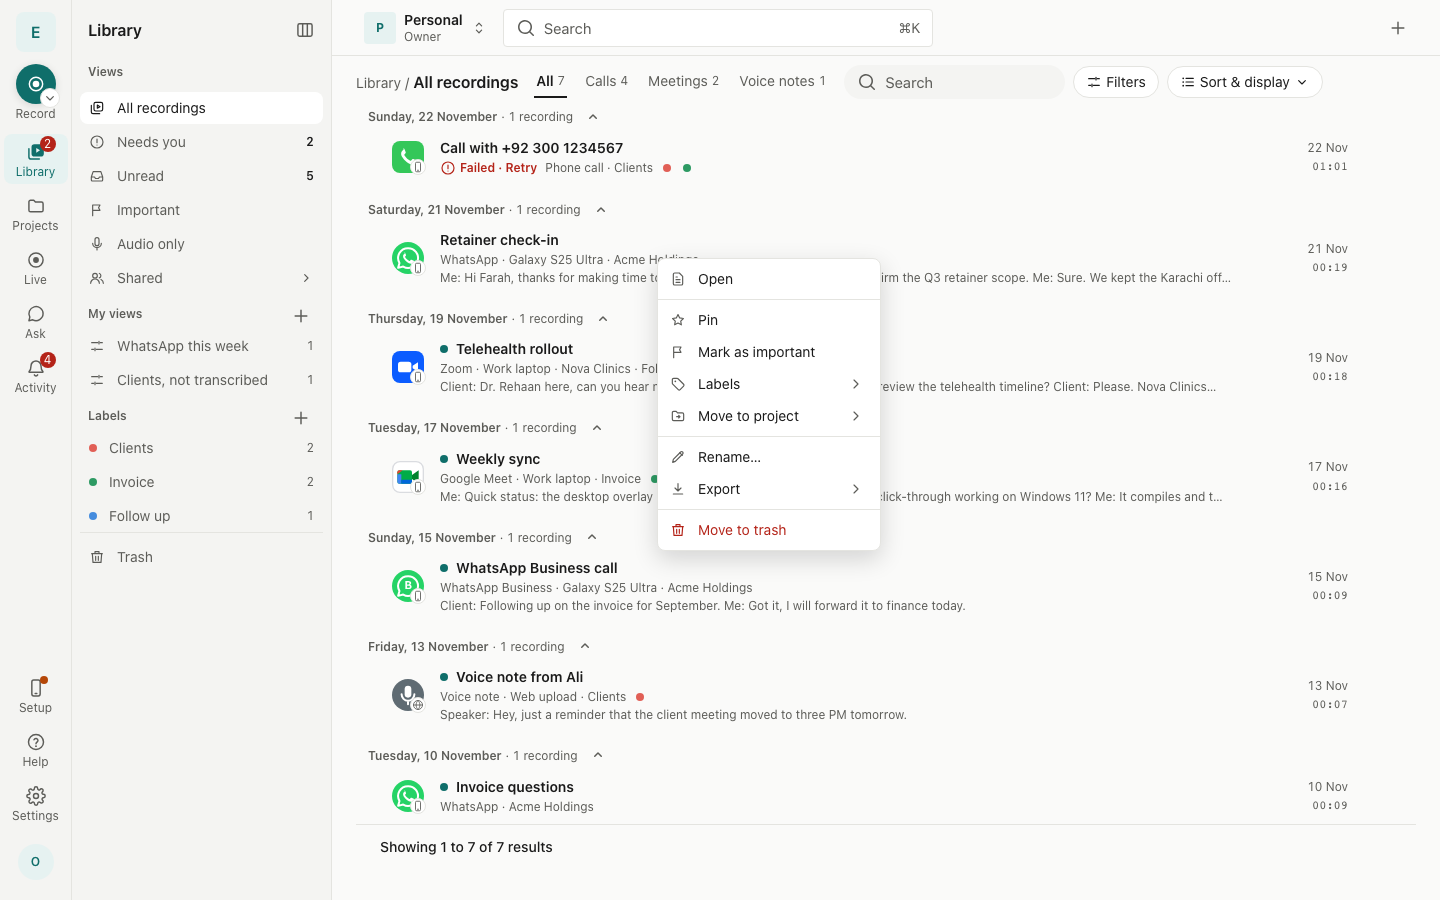 E
Record
2
Library
Projects
Live
Ask
4
Activity
Setup
Help
Settings
O
Library
Views
All recordings
Needs you 2
Unread 5
Important
Audio only
Shared
My views
WhatsApp this week 1
Clients, not transcribed 1
Labels
Clients 2
Invoice 2
Follow up 1
Trash
P
Personal
Owner
Search ⌘K
Library / All recordings
All 7
Calls 4
Meetings 2
Voice notes 1
Search
Filters
Sort & display
Sunday, 22 November · 1 recording
Call with +92 300 1234567
Failed · Retry Phone call · Clients
22 Nov
01:01
Saturday, 21 November · 1 recording
Retainer check-in
WhatsApp · Galaxy S25 Ultra · Acme Holdings
Me: Hi Farah, thanks for making time to
irm the Q3 retainer scope. Me: Sure. We kept the Karachi off...
21 Nov
00:19
Thursday, 19 November · 1 recording
Telehealth rollout
Zoom · Work laptop · Nova Clinics · Fol
Client: Dr. Rehaan here, can you hear
review the telehealth timeline? Client: Please. Nova Clinics...
19 Nov
00:18
Tuesday, 17 November · 1 recording
Weekly sync
Google Meet · Work laptop · Invoice
Me: Quick status: the desktop overlay
click-through working on Windows 11? Me: It compiles and t...
17 Nov
00:16
Sunday, 15 November · 1 recording
B
WhatsApp Business call
WhatsApp Business · Galaxy S25 Ultra · Acme Holdings
Client: Following up on the invoice for September. Me: Got it, I will forward it to finance today.
15 Nov
00:09
Friday, 13 November · 1 recording
Voice note from Ali
Voice note · Web upload · Clients
Speaker: Hey, just a reminder that the client meeting moved to three PM tomorrow.
13 Nov
00:07
Tuesday, 10 November · 1 recording
Invoice questions
WhatsApp · Acme Holdings
10 Nov
00:09
Showing 1 to 7 of 7 results
Open
Pin
Mark as important
Labels
Move to project
Rename...
Export
Move to trash